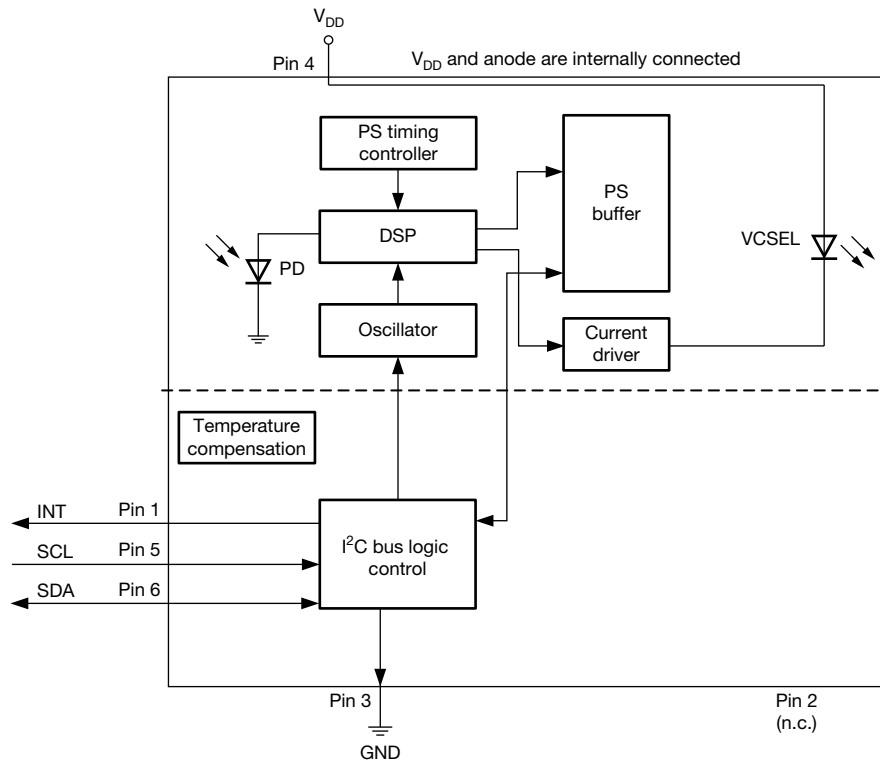 V_DD
Pin 4
V_DD and anode are internally connected
PS timing
controller
PS
buffer
DSP
VCSEL
PD
Oscillator
Current
driver
Temperature
compensation
INT Pin 1
SCL Pin 5
SDA Pin 6
I²C bus logic
control
Pin 3
GND
Pin 2
(n.c.)